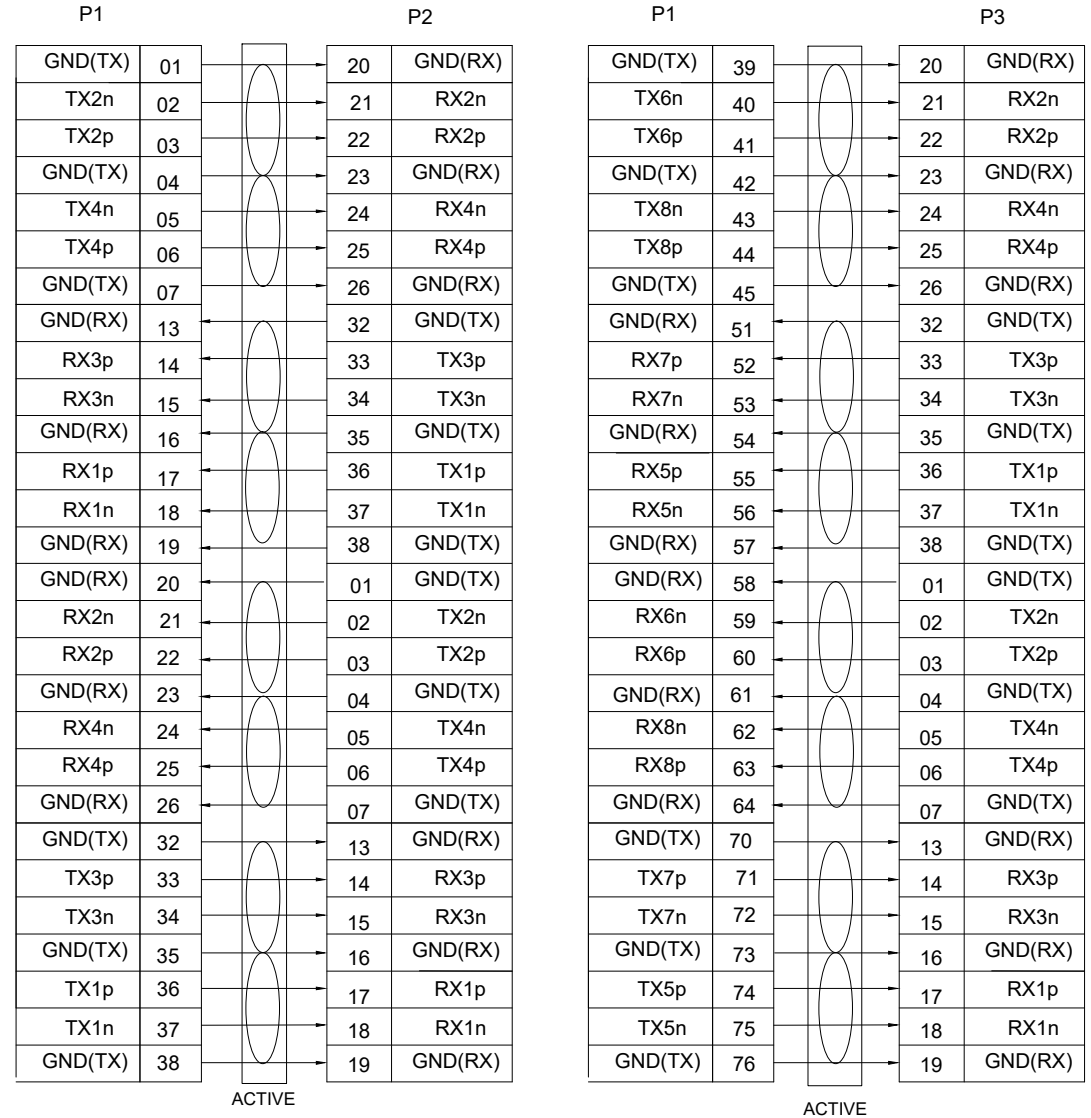 P1 P2
GND(TX) 01 20 GND(RX)
TX2n 02 21 RX2n
TX2p 03 22 RX2p
GND(TX) 04 23 GND(RX)
TX4n 05 24 RX4n
TX4p 06 25 RX4p
GND(TX) 07 26 GND(RX)
GND(RX) 13 32 GND(TX)
RX3p 14 33 TX3p
RX3n 15 34 TX3n
GND(RX) 16 35 GND(TX)
RX1p 17 36 TX1p
RX1n 18 37 TX1n
GND(RX) 19 38 GND(TX)
GND(RX) 20 01 GND(TX)
RX2n 21 02 TX2n
RX2p 22 03 TX2p
GND(RX) 23 04 GND(TX)
RX4n 24 05 TX4n
RX4p 25 06 TX4p
GND(RX) 26 07 GND(TX)
GND(TX) 32 13 GND(RX)
TX3p 33 14 RX3p
TX3n 34 15 RX3n
GND(TX) 35 16 GND(RX)
TX1p 36 17 RX1p
TX1n 37 18 RX1n
GND(TX) 38 19 GND(RX)
ACTIVE
P1 P3
GND(TX) 39 20 GND(RX)
TX6n 40 21 RX2n
TX6p 41 22 RX2p
GND(TX) 42 23 GND(RX)
TX8n 43 24 RX4n
TX8p 44 25 RX4p
GND(TX) 45 26 GND(RX)
GND(RX) 51 32 GND(TX)
RX7p 52 33 TX3p
RX7n 53 34 TX3n
GND(RX) 54 35 GND(TX)
RX5p 55 36 TX1p
RX5n 56 37 TX1n
GND(RX) 57 38 GND(TX)
GND(RX) 58 01 GND(TX)
RX6n 59 02 TX2n
RX6p 60 03 TX2p
GND(RX) 61 04 GND(TX)
RX8n 62 05 TX4n
RX8p 63 06 TX4p
GND(RX) 64 07 GND(TX)
GND(TX) 70 13 GND(RX)
TX7p 71 14 RX3p
TX7n 72 15 RX3n
GND(TX) 73 16 GND(RX)
TX5p 74 17 RX1p
TX5n 75 18 RX1n
GND(TX) 76 19 GND(RX)
ACTIVE